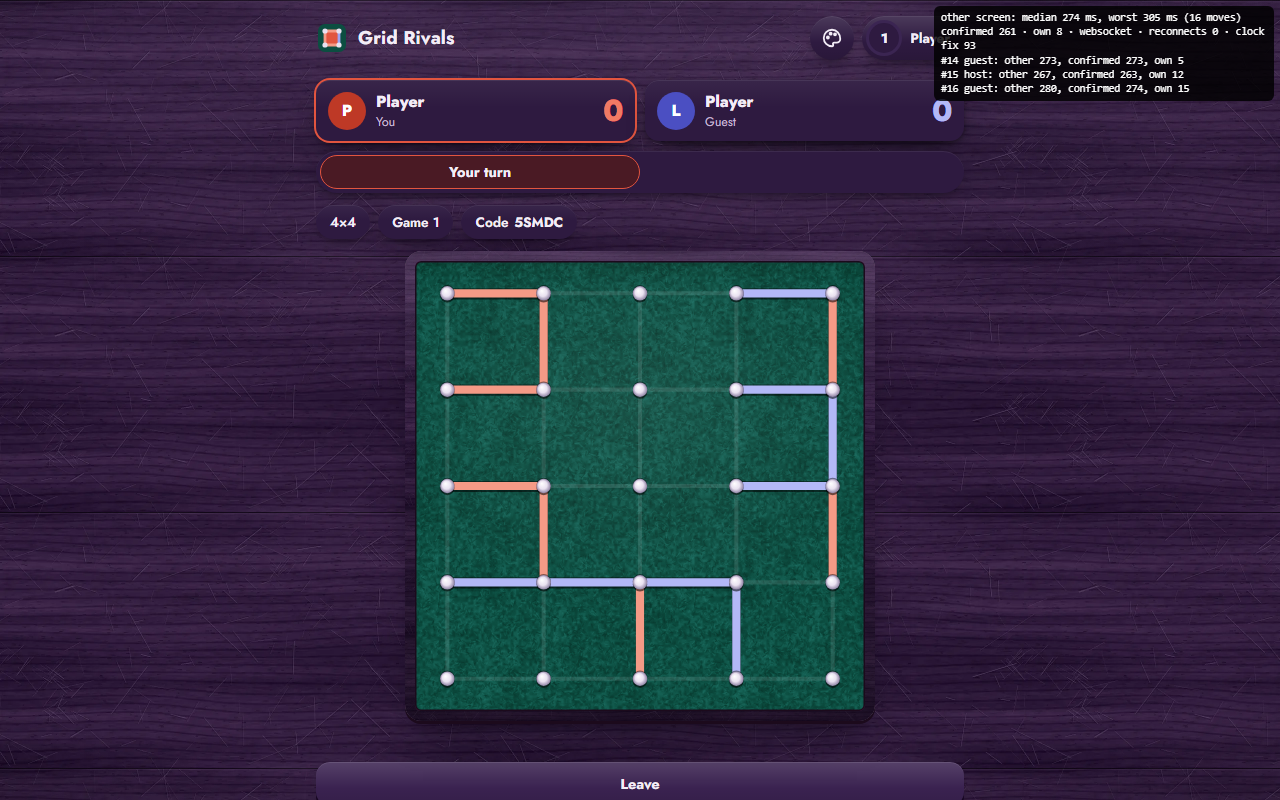 Grid Rivals
1 Play
other screen: median 274 ms, worst 305 ms (16 moves)
confirmed 261 · own 8 · websocket · reconnects 0 · clock
fix 93
#14 guest: other 273, confirmed 273, own 5
#15 host: other 267, confirmed 263, own 12
#16 guest: other 280, confirmed 274, own 15
P Player 0
You
L Player 0
Guest
Your turn
4×4 Game 1 Code 5SMDC
Leave